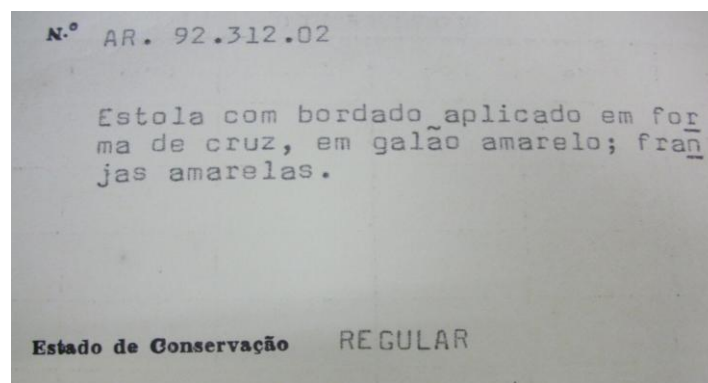 N.º AR. 92.312.02
Estola com bordado aplicado em for
ma de cruz, em galão amarelo; fran
jas amarelas.
Estado de Conservação REGULAR